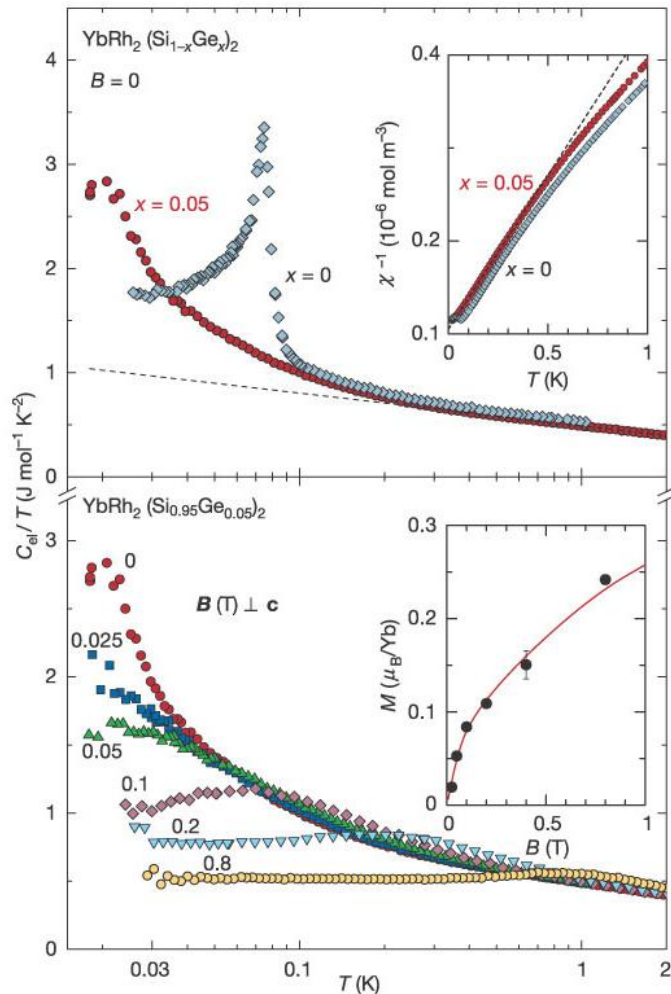 YbRh₂ (Si₁₋ₓGeₓ)₂
B = 0
x = 0.05
x = 0
4
3
2
1
0
0.4
0.2
0.1
0
0.5
1
x = 0.05
x = 0
χ⁻¹ (10⁻⁶ mol m⁻³)
T (K)
C_el / T (J mol⁻¹ K⁻²)
YbRh₂ (Si₀.₉₅Ge₀.₀₅)₂
B (T) ⊥ c
0
0.025
0.05
0.1
0.2
0.8
3
2
1
0
0.3
0.2
0.1
0
0
0.5
1
M (μ_B/Yb)
B (T)
0.03
0.1
1
2
T (K)